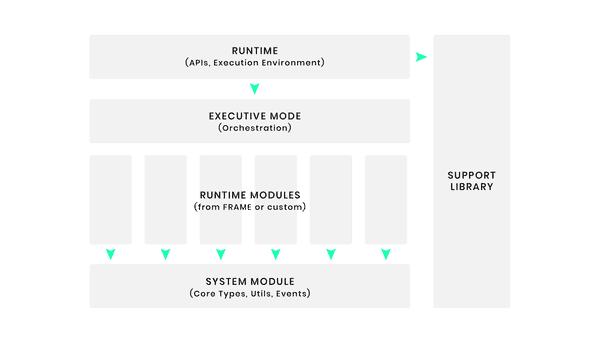 RUNTIME
(APIs, Execution Environment)
EXECUTIVE MODE
(Orchestration)
RUNTIME MODULES
(from FRAME or custom)
SYSTEM MODULE
(Core Types, Utils, Events)
SUPPORT
LIBRARY